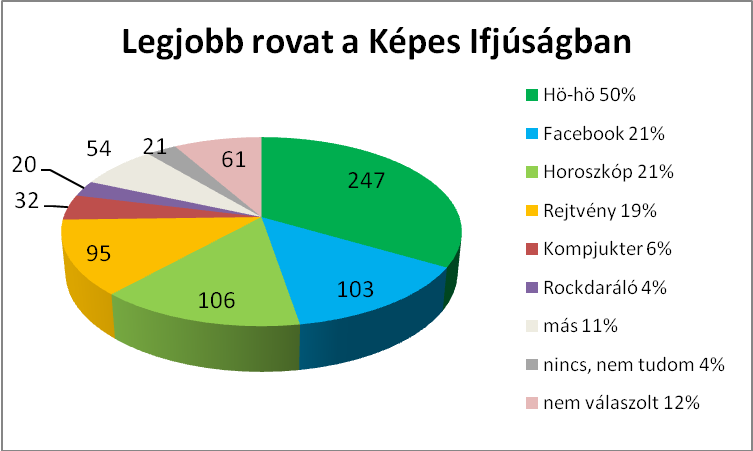 Legjobb rovat a Képes Ifjúságban
247
103
106
95
32
20
54
21
61
Hö-hö 50%
Facebook 21%
Horoszkóp 21%
Rejtvény 19%
Kompjukter 6%
Rockdaráló 4%
más 11%
nincs, nem tudom 4%
nem válaszolt 12%